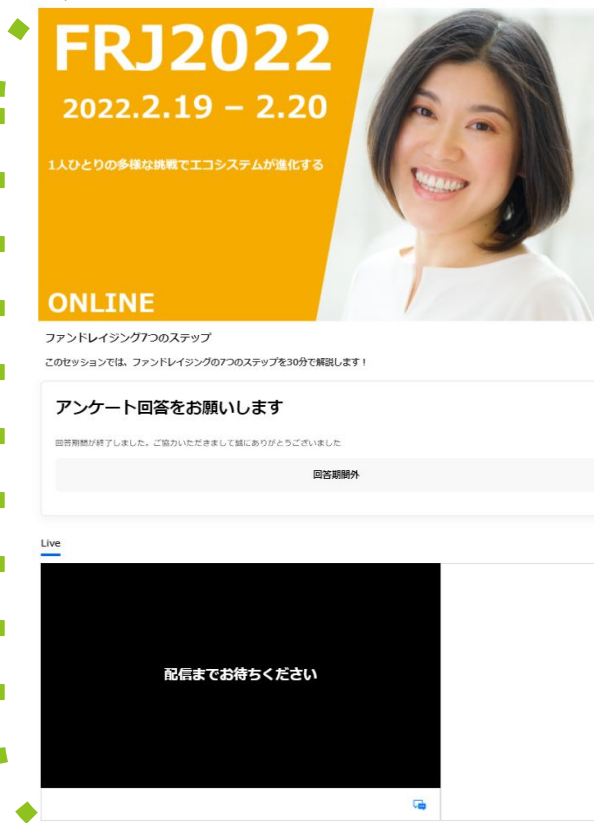 FRJ2022
2022.2.19 – 2.20
1人ひとりの多様な挑戦でエコシステムが進化する
ONLINE
ファンドレイジング7つのステップ
このセッションでは、ファンドレイジングの7つのステップを30分で解説します！
アンケート回答をお願いします
回答期間が終了しました。ご協力いただきまして誠にありがとうございました
回答期間外
Live
配信までお待ちください